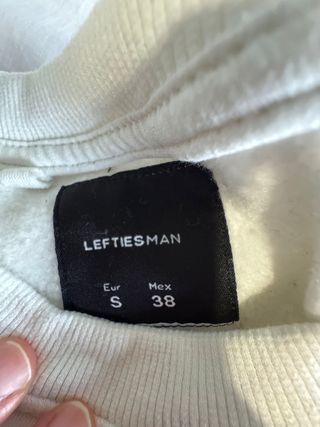 LEFTIESMAN
Eur Mex
S 38